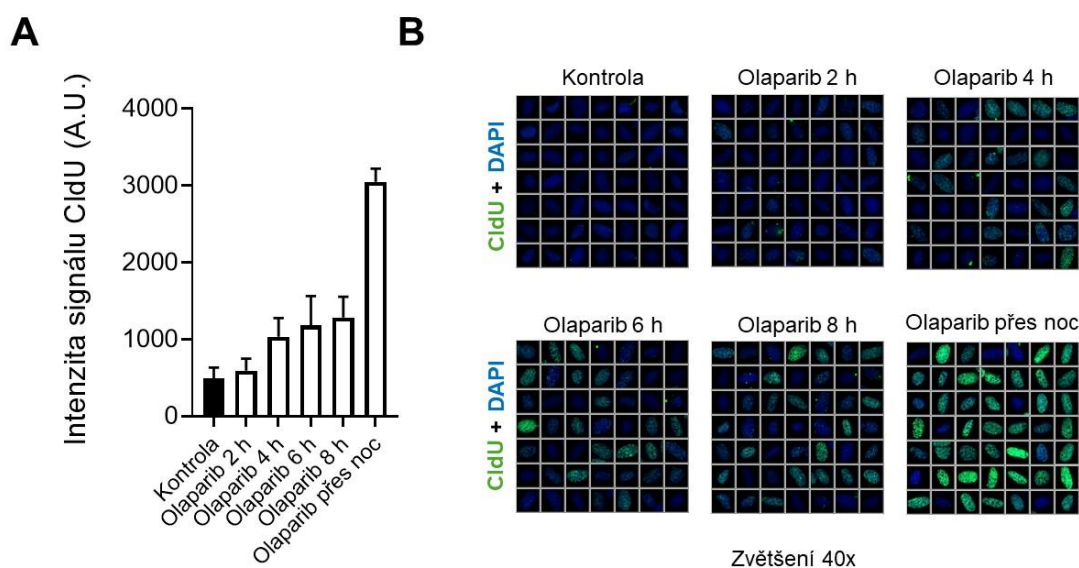 A
B
Intenzita signálu CldU (A.U.)
4000
3000
2000
1000
0
Kontrola
Olaparib 2 h
Olaparib 4 h
Olaparib 6 h
Olaparib 8 h
Olaparib přes noc
Kontrola
Olaparib 2 h
Olaparib 4 h
CldU + DAPI
Olaparib 6 h
Olaparib 8 h
Olaparib přes noc
CldU + DAPI
Zvětšení 40x